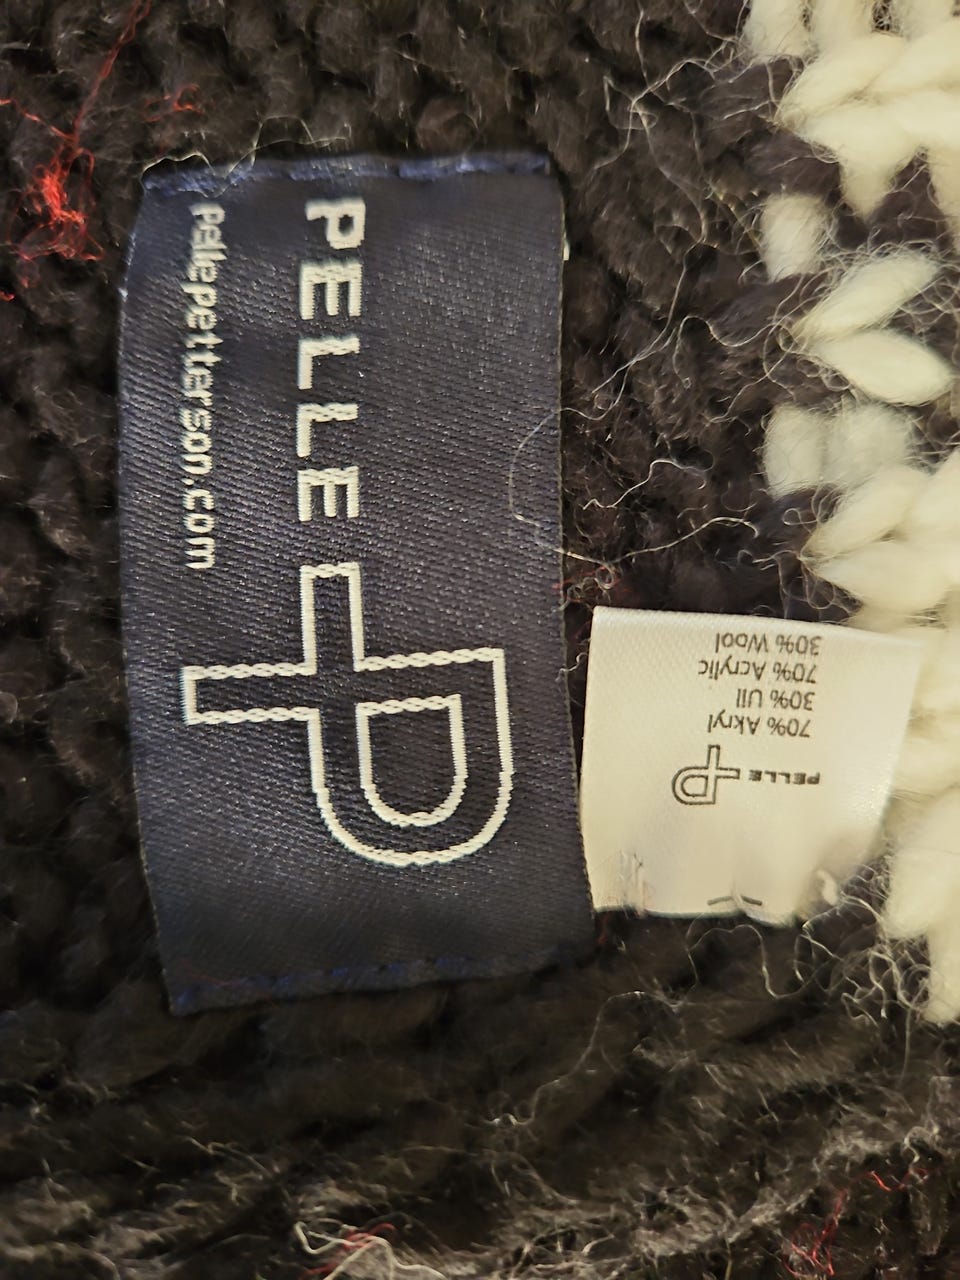 PELLE P
pellepetterson.com
PELLE P
70% Akryl
30% Ull
70% Acrylic
30% Wool